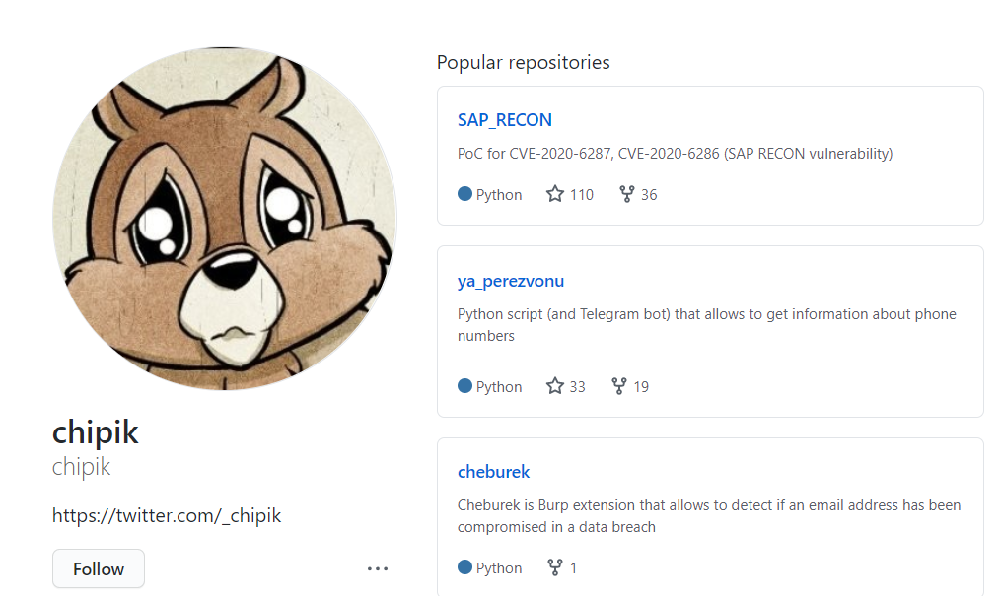 Popular repositories
SAP_RECON
PoC for CVE-2020-6287, CVE-2020-6286 (SAP RECON vulnerability)
Python 110 36
ya_perezvonu
Python script (and Telegram bot) that allows to get information about phone
numbers
Python 33 19
cheburek
Cheburek is Burp extension that allows to detect if an email address has been
compromised in a data breach
Python 1
chipik
chipik
https://twitter.com/_chipik
Follow